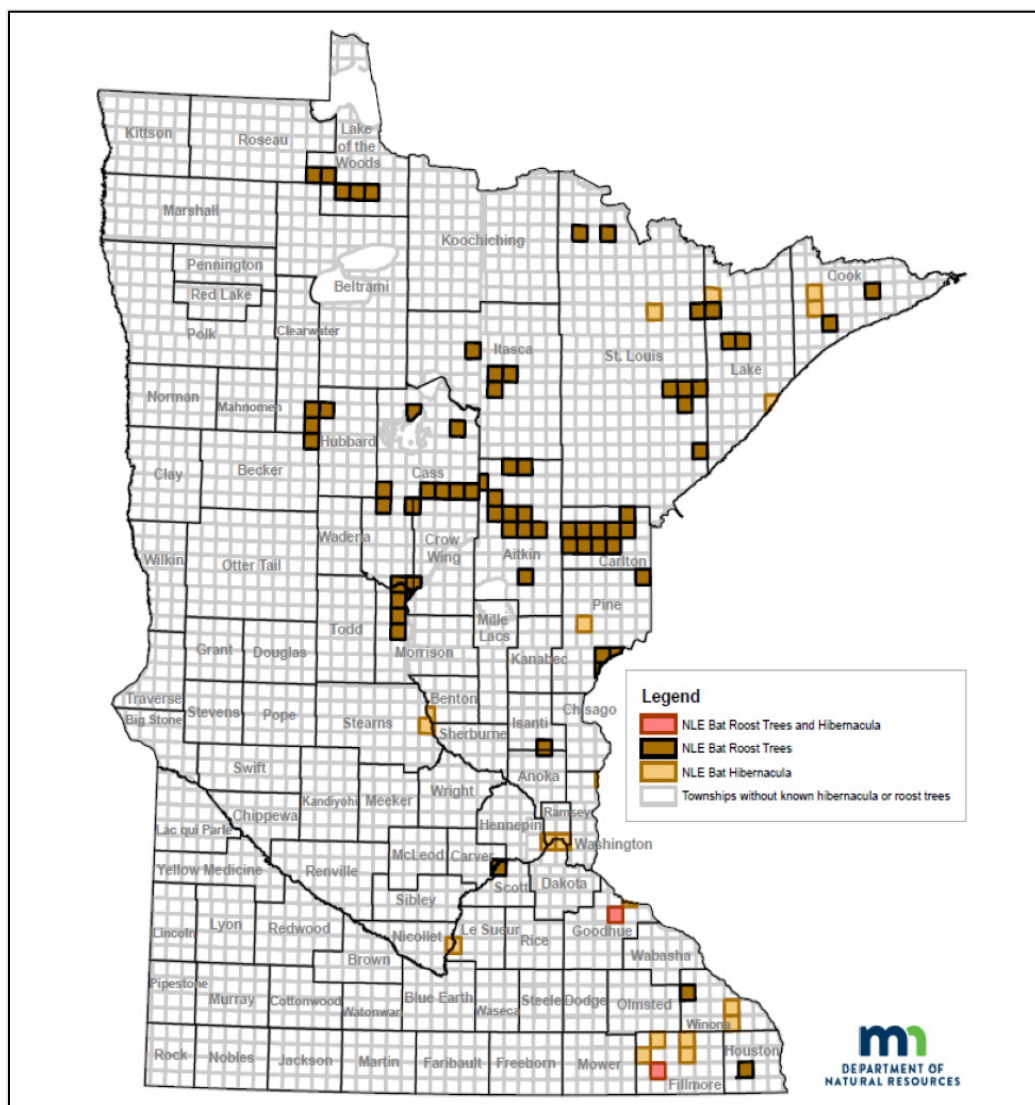 Kittson
Roseau
Lake
of the
Woods
Marshall
Koochiching
Pennington
Red Lake
Beltrami
Cook
Polk
Clearwater
Itasca
St. Louis
Lake
Norman
Mahnomen
Hubbard
Clay
Becker
Cass
Wadena
Crow
Wing
Aitkin
Carlton
Wilkin
Otter Tail
Pine
Todd
Mille
Lacs
Morrison
Kanabec
Grant
Douglas
Traverse
Big Stone
Stevens
Pope
Stearns
Benton
Sherburne
Isanti
Chisago
Swift
Anoka
Kandiyohi
Meeker
Wright
Chippewa
Hennepin
Ramsey
Washington
Lac qui Parle
McLeod
Carver
Yellow Medicine
Renville
Scott
Dakota
Sibley
Lyon
Redwood
Nicollet
Le Sueur
Rice
Goodhue
Lincoln
Brown
Wabasha
Pipestone
Murray
Cottonwood
Watonwan
Blue Earth
Waseca
Steele
Dodge
Olmsted
Winona
Rock
Nobles
Jackson
Martin
Faribault
Freeborn
Mower
Fillmore
Houston
Legend
NLE Bat Roost Trees and Hibernacula
NLE Bat Roost Trees
NLE Bat Hibernacula
Townships without known hibernacula or roost trees
mn
DEPARTMENT OF
NATURAL RESOURCES